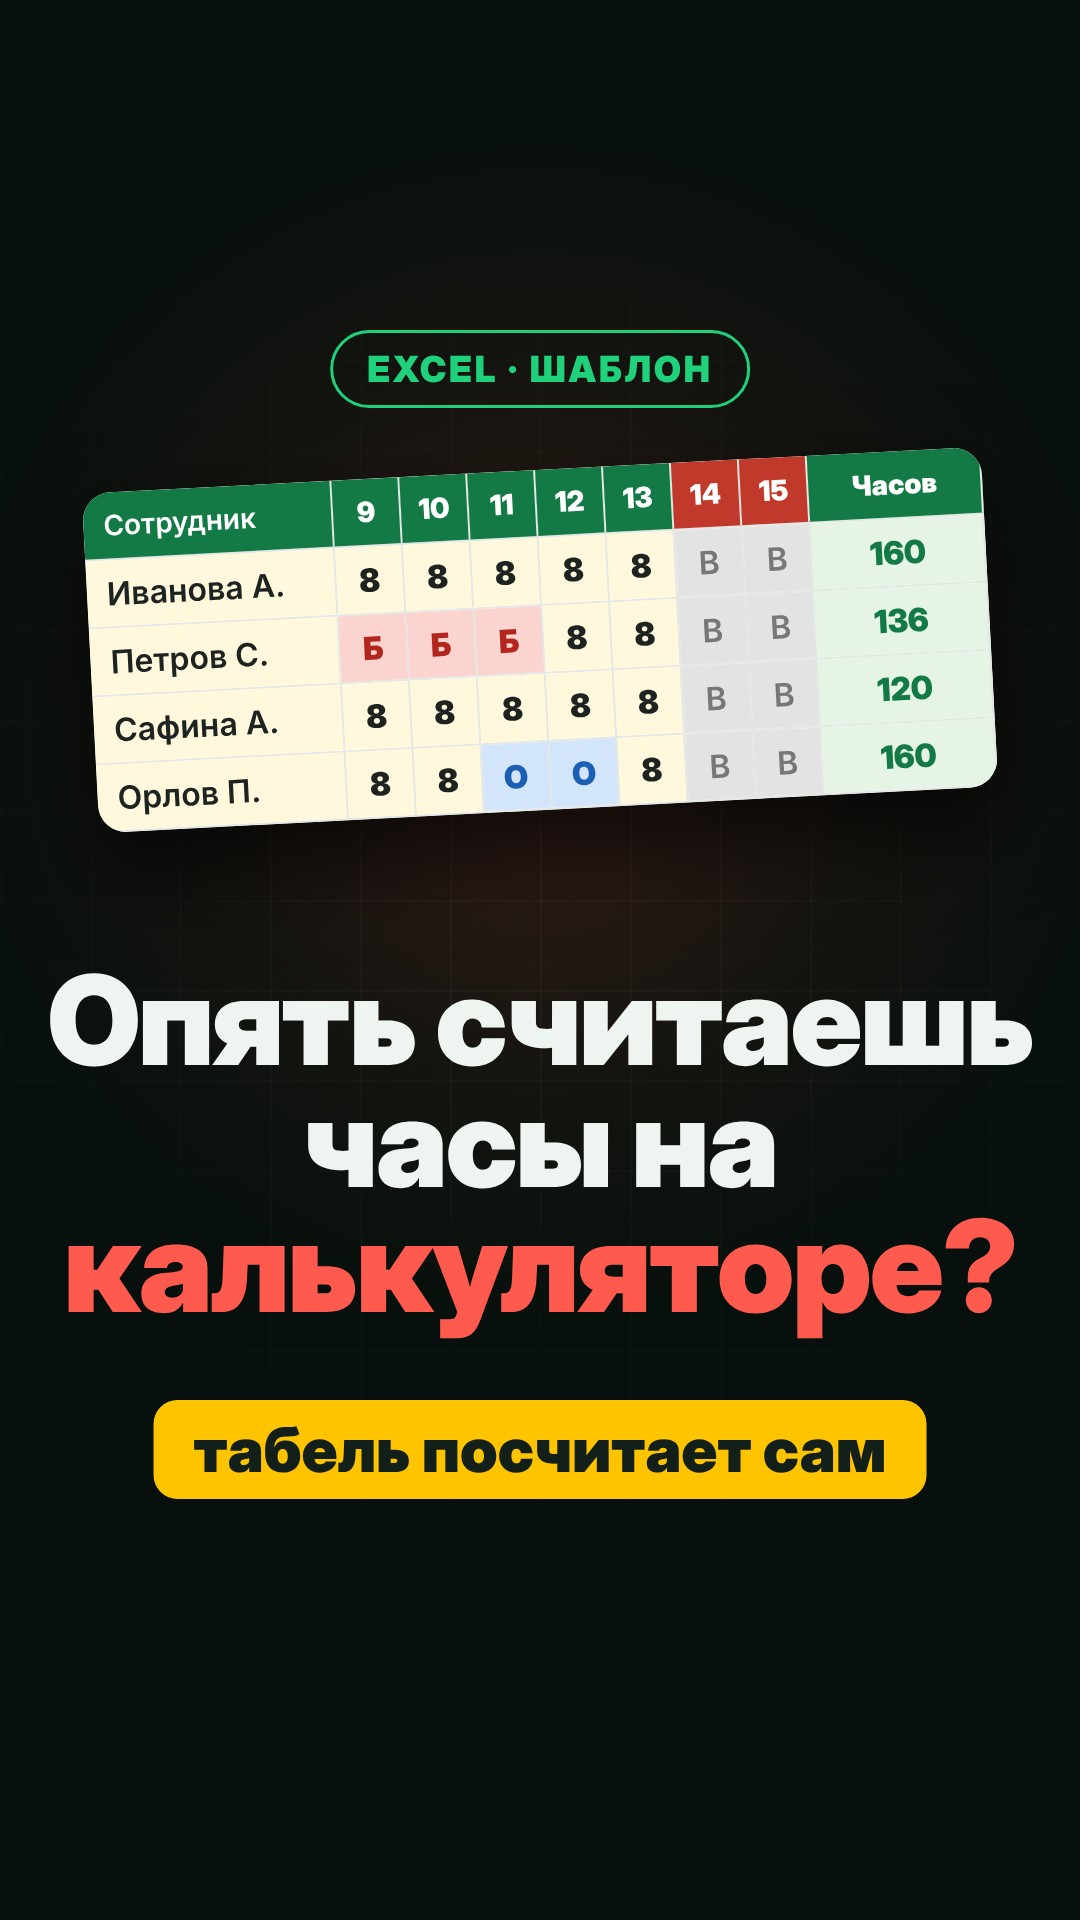 EXCEL · ШАБЛОН
Сотрудник 9 10 11 12 13 14 15 Часов
Иванова А. 8 8 8 8 8 В В 160
Петров С. Б Б Б 8 8 В В 136
Сафина А. 8 8 8 8 8 В В 120
Орлов П. 8 8 О О 8 В В 160
Опять считаешь
часы на
калькуляторе?
табель посчитает сам